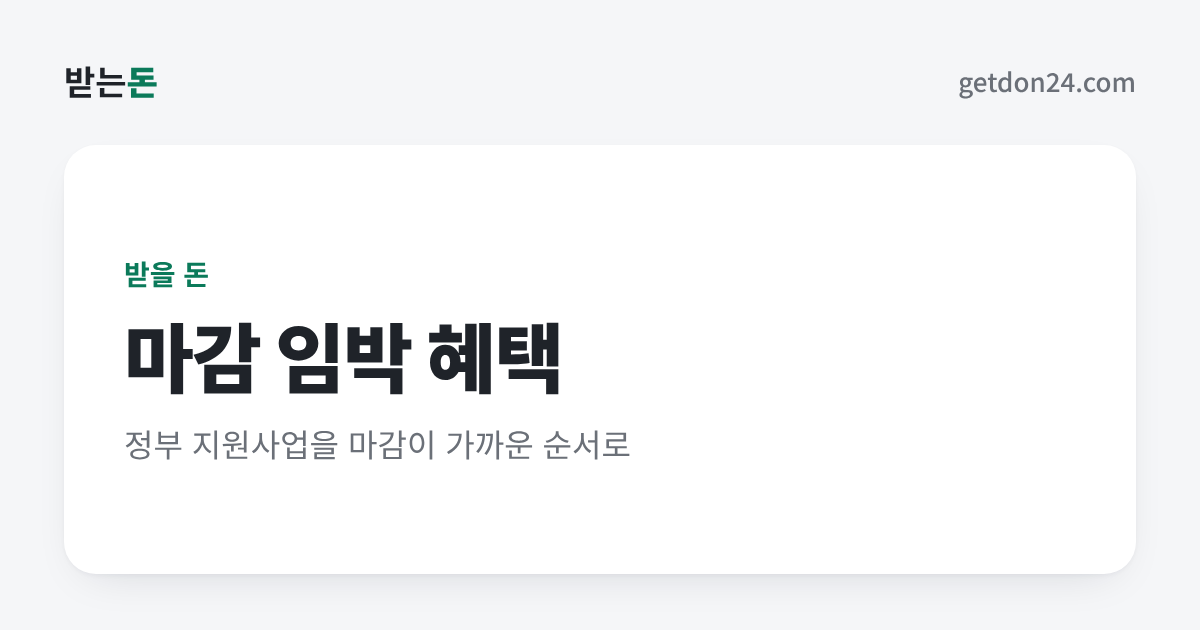 받는돈
getdon24.com
받을 돈
마감 임박 혜택
정부 지원사업을 마감이 가까운 순서로